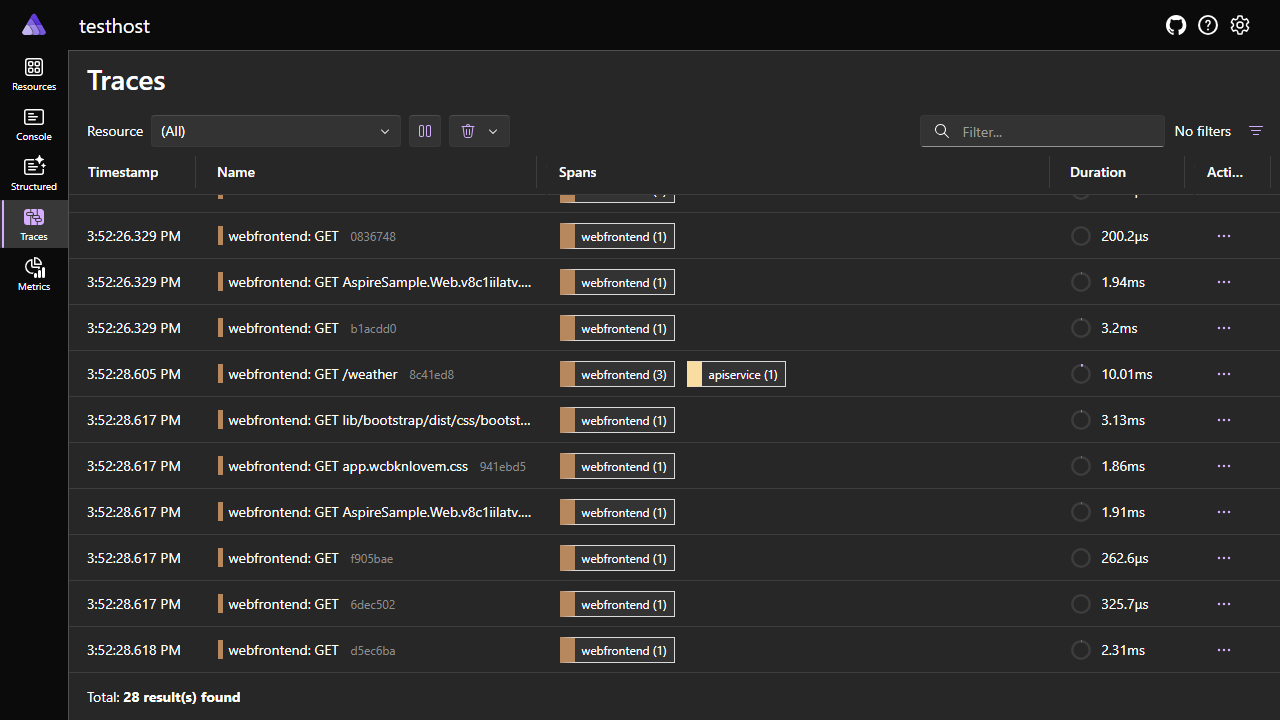 testhost
Resources
Console
Structured
Traces
Metrics
Traces
Resource (All) Filter... No filters
Timestamp Name Spans Duration Acti...
3:52:26.329 PM webfrontend: GET 0836748 webfrontend (1) 200.2µs
3:52:26.329 PM webfrontend: GET AspireSample.Web.v8c1iilatv.... webfrontend (1) 1.94ms
3:52:26.329 PM webfrontend: GET b1acdd0 webfrontend (1) 3.2ms
3:52:28.605 PM webfrontend: GET /weather 8c41ed8 webfrontend (3) apiservice (1) 10.01ms
3:52:28.617 PM webfrontend: GET lib/bootstrap/dist/css/bootst... webfrontend (1) 3.13ms
3:52:28.617 PM webfrontend: GET app.wcbknlovem.css 941ebd5 webfrontend (1) 1.86ms
3:52:28.617 PM webfrontend: GET AspireSample.Web.v8c1iilatv.... webfrontend (1) 1.91ms
3:52:28.617 PM webfrontend: GET f905bae webfrontend (1) 262.6µs
3:52:28.617 PM webfrontend: GET 6dec502 webfrontend (1) 325.7µs
3:52:28.618 PM webfrontend: GET d5ec6ba webfrontend (1) 2.31ms
Total: 28 result(s) found